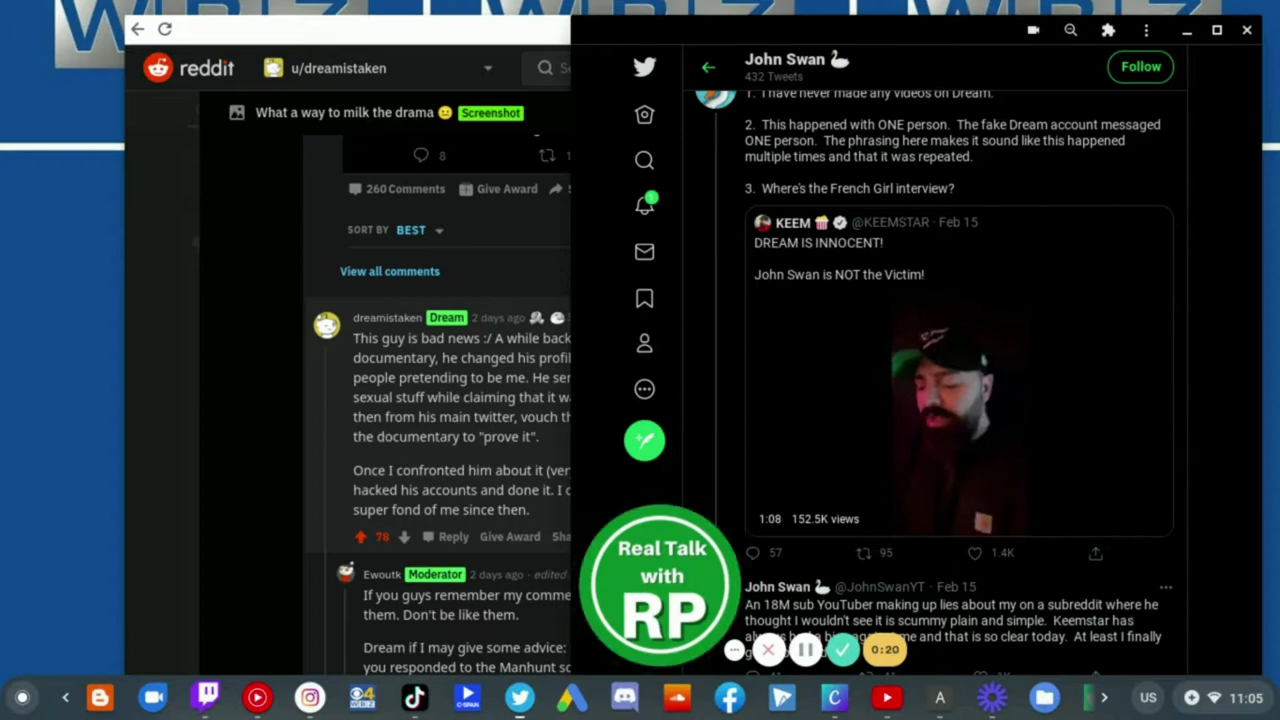 WBZ
WBZ
WBZ
reddit
u/dreamistaken
What a way to milk the drama 😐 Screenshot
8
260 Comments Give Award
SORT BY BEST
View all comments
dreamistaken Dream 2 days ago
This guy is bad news :/ A while back
documentary, he changed his profil
people pretending to be me. He ser
sexual stuff while claiming that it w
then from his main twitter, vouch th
the documentary to "prove it".
Once I confronted him about it (ver
hacked his accounts and done it. I c
super fond of me since then.
78 Reply Give Award Sha
Ewoutk Moderator 2 days ago · edited
If you guys remember my comme
them. Don't be like them.
Dream if I may give some advice:
you responded to the Manhunt sc
John Swan 🦢
432 Tweets
Follow
1. I have never made any videos on Dream.
2. This happened with ONE person. The fake Dream account messaged
ONE person. The phrasing here makes it sound like this happened
multiple times and that it was repeated.
3. Where's the French Girl interview?
KEEM 🍿 @KEEMSTAR · Feb 15
DREAM IS INNOCENT!
John Swan is NOT the Victim!
1:08 152.5K views
57 95 1.4K
John Swan 🦢 @JohnSwanYT · Feb 15
An 18M sub YouTuber making up lies about my on a subreddit where he
thought I wouldn't see it is scummy plain and simple. Keemstar has
me and that is so clear today. At least I finally
Real Talk
with
RP
0:20
1
CBS 4
WBZ
C-SPAN
US
11:05